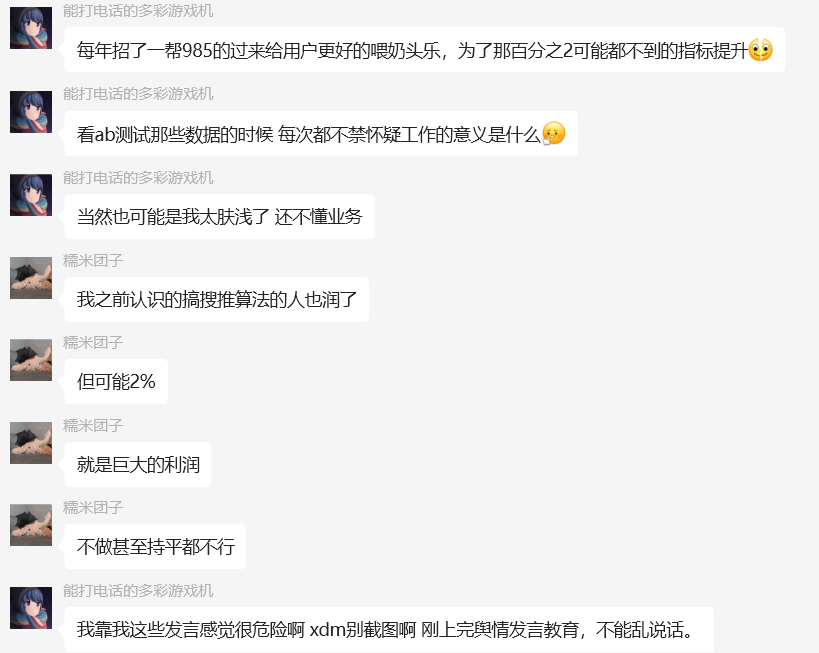 能打电话的多彩游戏机
每年招了一帮985的过来给用户更好的喂奶头乐，为了那百分之2可能都不到的指标提升
能打电话的多彩游戏机
看ab测试那些数据的时候 每次都不禁怀疑工作的意义是什么
能打电话的多彩游戏机
当然也可能是我太肤浅了 还不懂业务
糯米团子
我之前认识的搞搜推算法的人也润了
糯米团子
但可能2%
糯米团子
就是巨大的利润
糯米团子
不做甚至持平都不行
能打电话的多彩游戏机
我靠我这些发言感觉很危险啊 xdm别截图啊 刚上完舆情发言教育，不能乱说话。